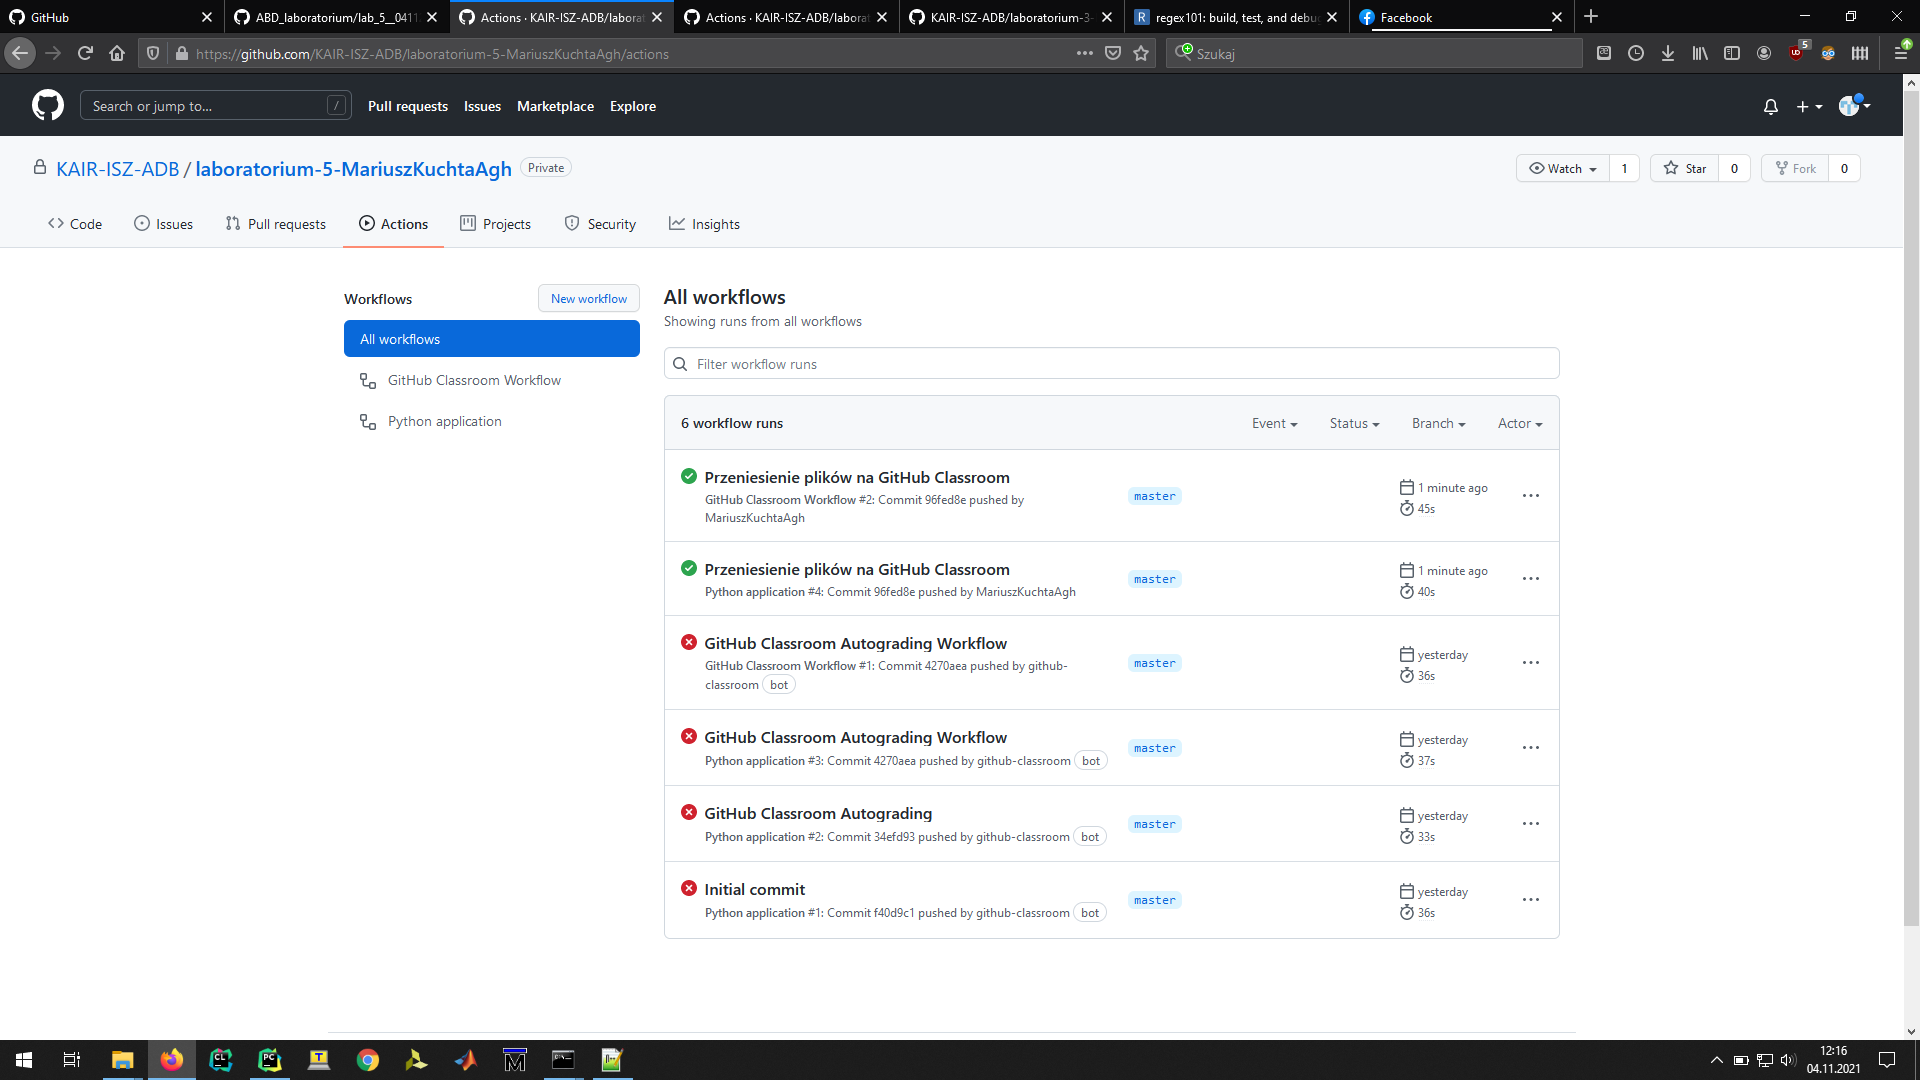 GitHub
ABD_laboratorium/lab_5__0411
Actions · KAIR-ISZ-ADB/laborat
Actions · KAIR-ISZ-ADB/labora
KAIR-ISZ-ADB/laboratorium-3-
regex101: build, test, and debu
Facebook
https://github.com/KAIR-ISZ-ADB/laboratorium-5-MariuszKuchtaAgh/actions
Szukaj
5
Search or jump to...
/
Pull requests
Issues
Marketplace
Explore
KAIR-ISZ-ADB / laboratorium-5-MariuszKuchtaAgh
Private
Watch 1
Star 0
Fork 0
Code
Issues
Pull requests
Actions
Projects
Security
Insights
Workflows
New workflow
All workflows
GitHub Classroom Workflow
Python application
All workflows
Showing runs from all workflows
Filter workflow runs
6 workflow runs
Event
Status
Branch
Actor
Przeniesienie plików na GitHub Classroom
GitHub Classroom Workflow #2: Commit 96fed8e pushed by
MariuszKuchtaAgh
master
1 minute ago
45s
Przeniesienie plików na GitHub Classroom
Python application #4: Commit 96fed8e pushed by MariuszKuchtaAgh
master
1 minute ago
40s
GitHub Classroom Autograding Workflow
GitHub Classroom Workflow #1: Commit 4270aea pushed by github-
classroom bot
master
yesterday
36s
GitHub Classroom Autograding Workflow
Python application #3: Commit 4270aea pushed by github-classroom bot
master
yesterday
37s
GitHub Classroom Autograding
Python application #2: Commit 34efd93 pushed by github-classroom bot
master
yesterday
33s
Initial commit
Python application #1: Commit f40d9c1 pushed by github-classroom bot
master
yesterday
36s
12:16
04.11.2021